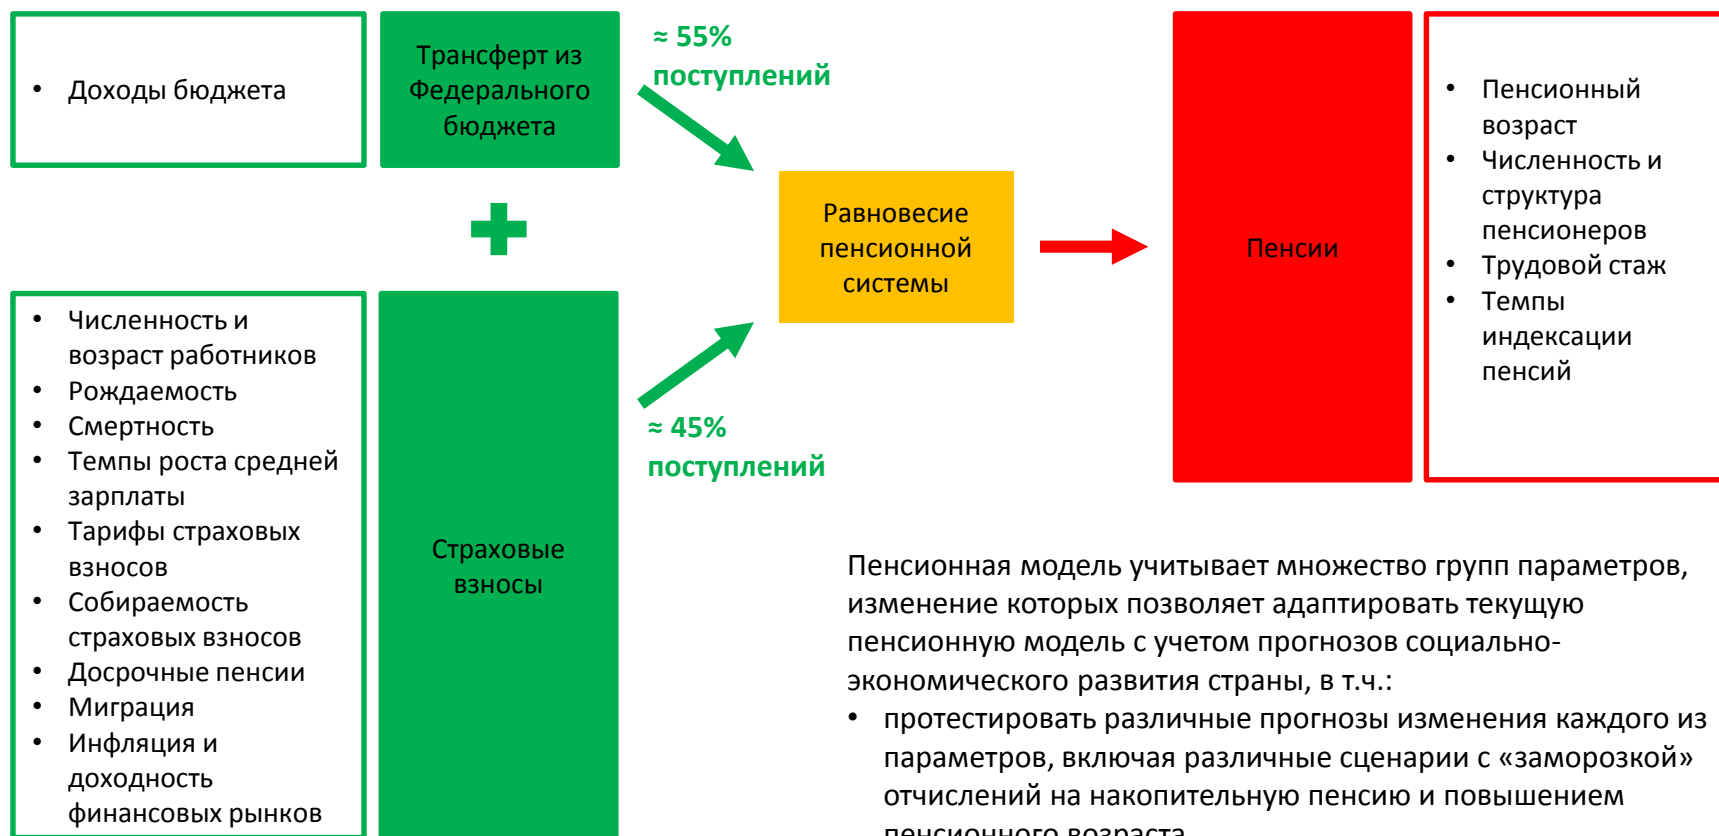 • Доходы бюджета
Трансферт из
Федерального
бюджета
≈ 55%
поступлений
• Численность и
возраст работников
• Рождаемость
• Смертность
• Темпы роста средней
зарплаты
• Тарифы страховых
взносов
• Собираемость
страховых взносов
• Досрочные пенсии
• Миграция
• Инфляция и
доходность
финансовых рынков
Страховые
взносы
≈ 45%
поступлений
Равновесие
пенсионной
системы
Пенсии
• Пенсионный
возраст
• Численность и
структура
пенсионеров
• Трудовой стаж
• Темпы
индексации
пенсий
Пенсионная модель учитывает множество групп параметров,
изменение которых позволяет адаптировать текущую
пенсионную модель с учетом прогнозов социально-
экономического развития страны, в т.ч.:
• протестировать различные прогнозы изменения каждого из
параметров, включая различные сценарии с «заморозкой»
отчислений на накопительную пенсию и повышением
пенсионного возраста